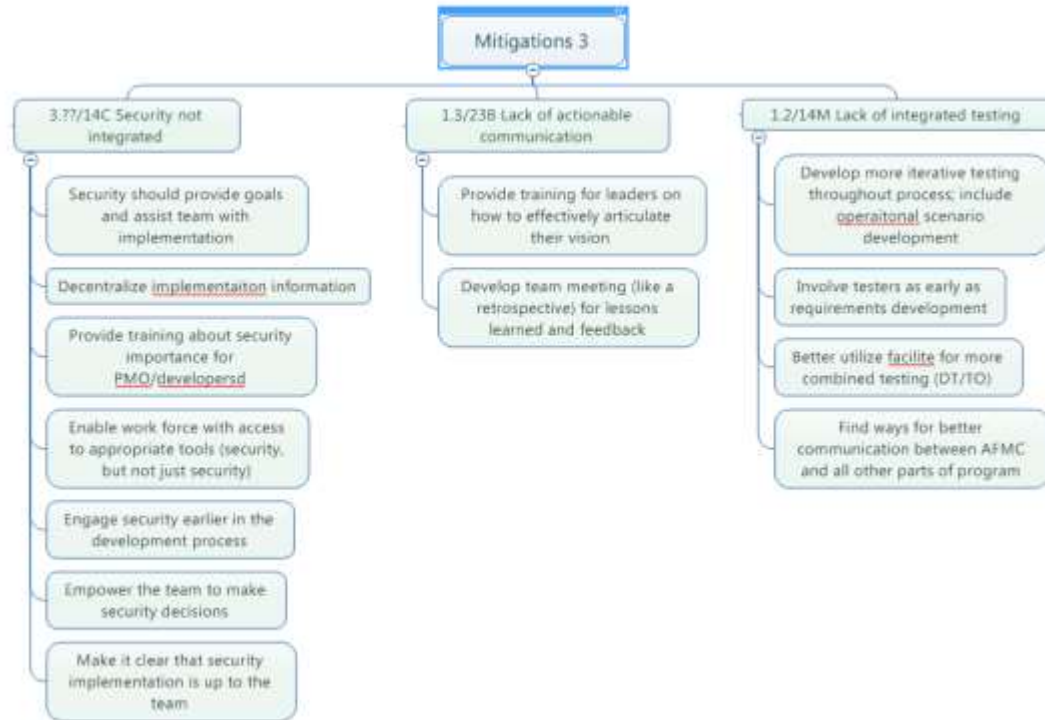 Mitigations 3
3.??/14C Security not
integrated
Security should provide goals
and assist team with
implementation
Decentralize implementaiton information
Provide training about security
importance for
PMO/developersd
Enable work force with access
to appropriate tools (security,
but not just security)
Engage security earlier in the
development process
Empower the team to make
security decisions
Make it clear that security
implementation is up to the
team
1.3/23B Lack of actionable
communication
Provide training for leaders on
how to effectively articulate
their vision
Develop team meeting (like a
retrospective) for lessons
learned and feedback
1.2/14M Lack of integrated testing
Develop more iterative testing
throughout process; include
operaitonal scenario
development
Involve testers as early as
requirements development
Better utilize facilite for more
combined testing (DT/TO)
Find ways for better
communication between AFMC
and all other parts of program